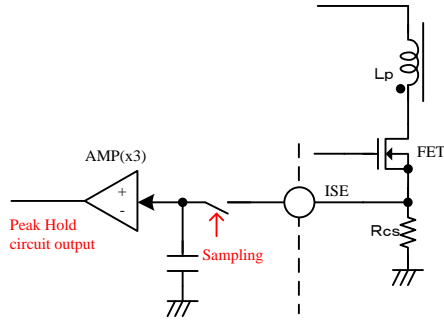 Lp
FET
AMP(x3)
+
-
ISE
Peak Hold
circuit output
Sampling
Rcs